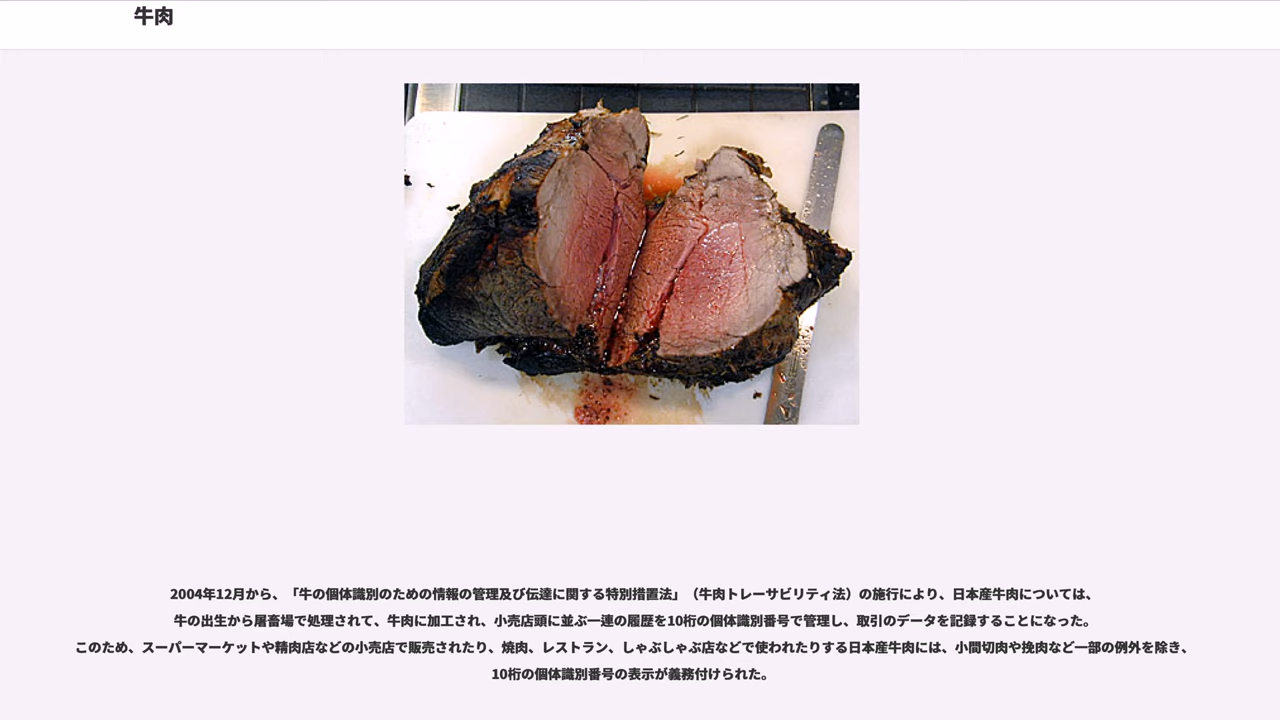 牛肉
2004年12月から、「牛の個体識別のための情報の管理及び伝達に関する特別措置法」（牛肉トレーサビリティ法）の施行により、日本産牛肉については、
牛の出生から屠畜場で処理されて、牛肉に加工され、小売店頭に並ぶ一連の履歴を10桁の個体識別番号で管理し、取引のデータを記録することになった。
このため、スーパーマーケットや精肉店などの小売店で販売されたり、焼肉、レストラン、しゃぶしゃぶ店などで使われたりする日本産牛肉には、小間切肉や挽肉など一部の例外を除き、
10桁の個体識別番号の表示が義務付けられた。